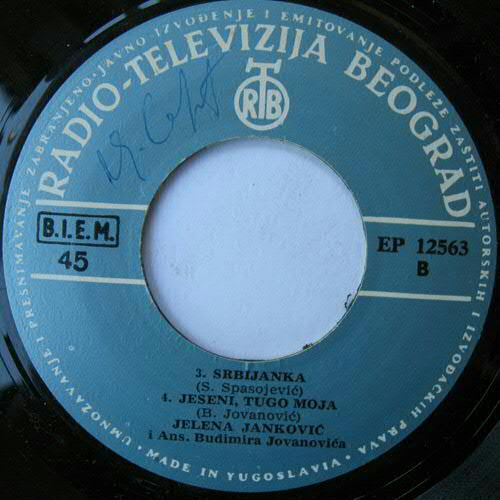 UMNOŽAVANJE I PRESNIMAVANJE ZABRANJENO-JAVNO IZVOĐENJE I EMITOVANJE PODLEŽE ZAŠTITI AUTORSKIH I IZVOĐAČKIH PRAVA
RADIO-TELEVIZIJA BEOGRAD
RTB
B.I.E.M.
45
EP 12563
B
3. SRBIJANKA
(S. Spasojević)
4. JESENI, TUGO MOJA
(B. Jovanović)
JELENA JANKOVIĆ
i Ans. Budimira Jovanovića
MADE IN YUGOSLAVIA